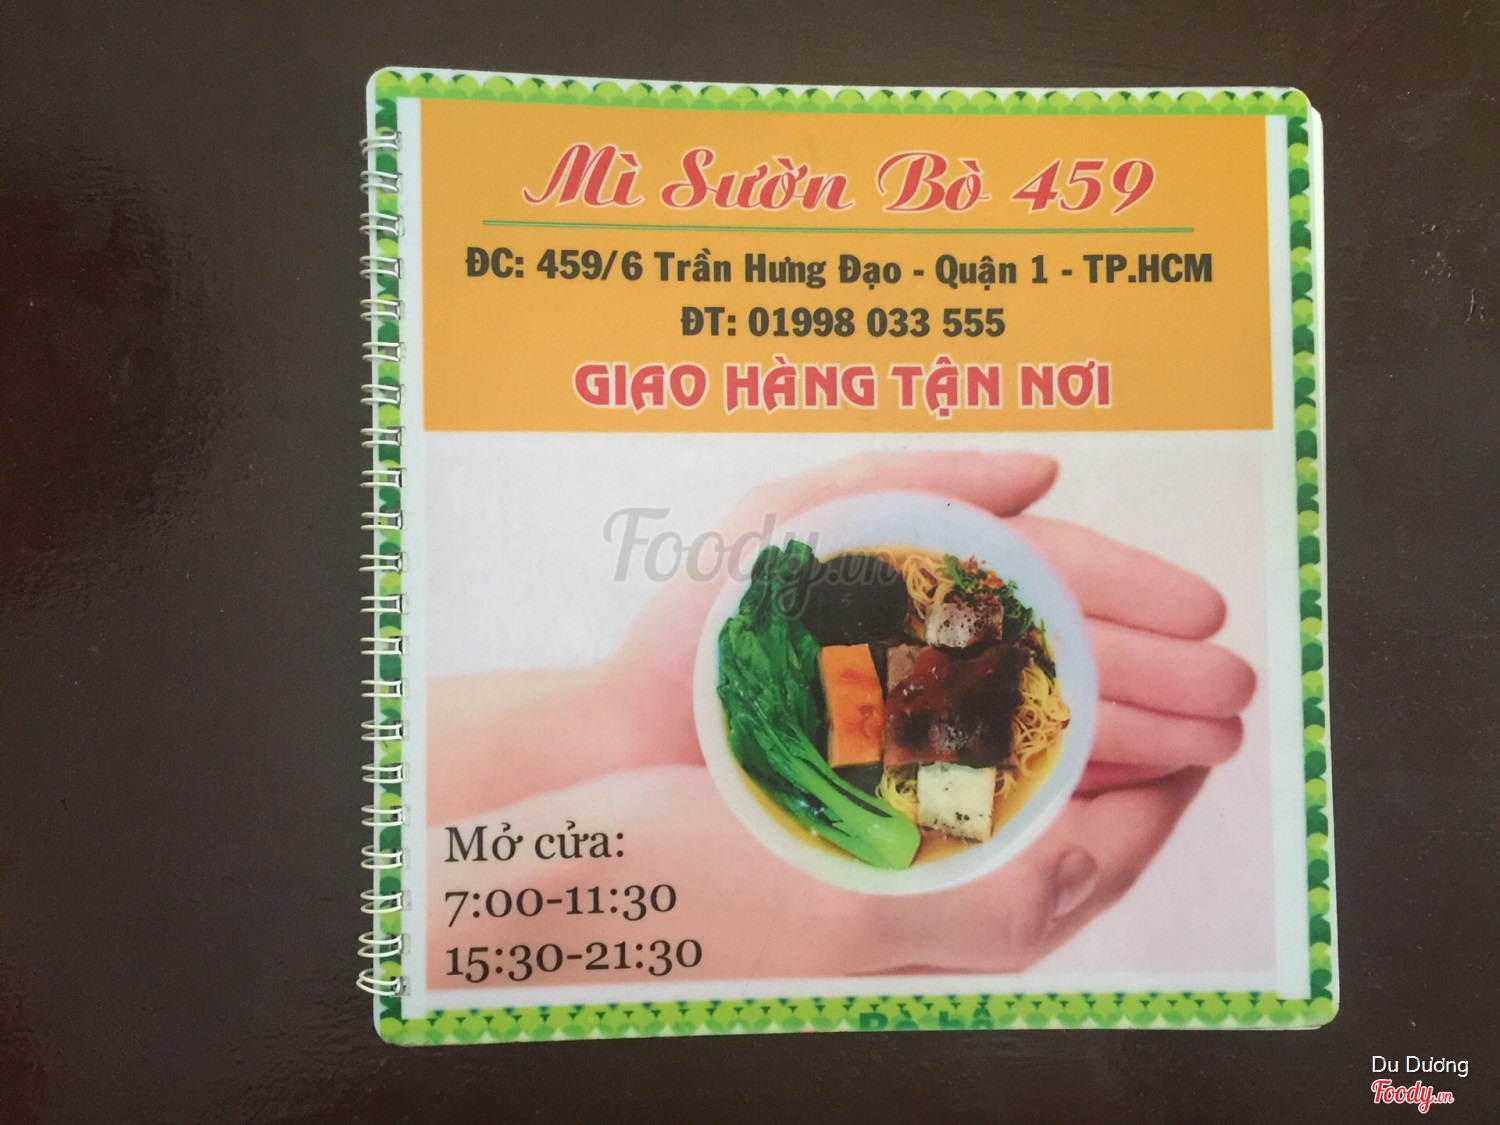 Mì Sườn Bò 459
ĐC: 459/6 Trần Hưng Đạo - Quận 1 - TP.HCM
ĐT: 01998 033 555
GIAO HÀNG TẬN NƠI
Foody.vn
Mở cửa:
7:00-11:30
15:30-21:30
Du Dương
Foody.vn